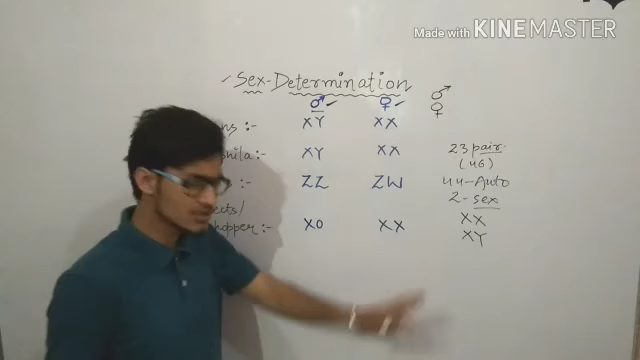 Made with KINEMASTER
✓ Sex-Determination
♂ ✓ ♀ ✓
XY XX
XY XX
:- ZZ ZW
XO XX
♂
♀
23 pair
(46)
44-Auto
2-sex
XX
XY